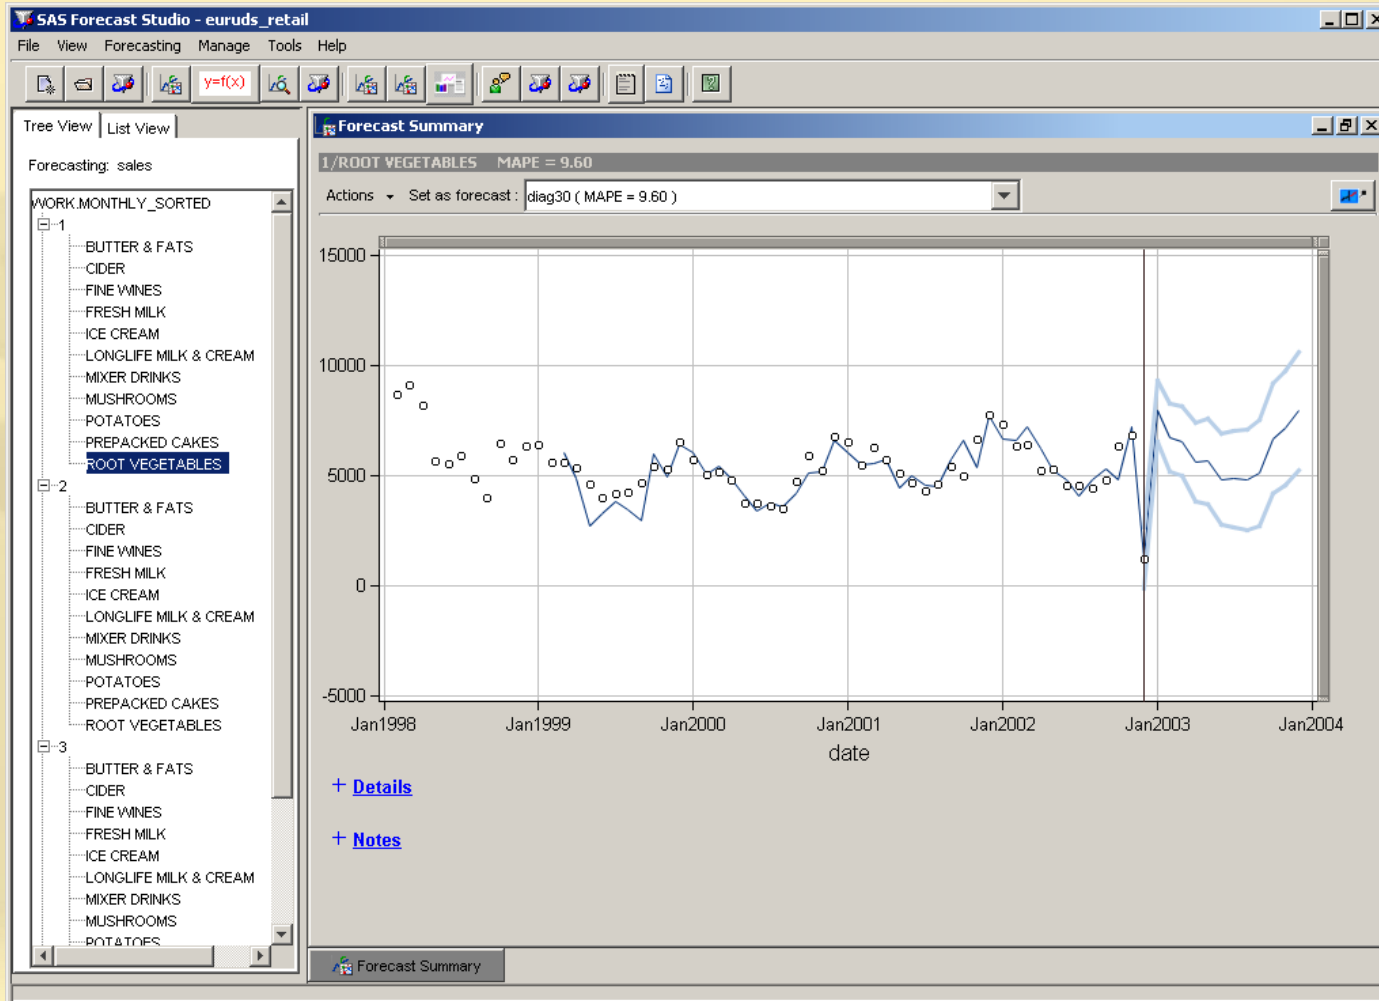 SAS Forecast Studio - euruds_retail
File View Forecasting Manage Tools Help
y=f(x)
Tree View List View
Forecasting: sales
WORK.MONTHLY_SORTED
1
BUTTER & FATS
CIDER
FINE WINES
FRESH MILK
ICE CREAM
LONGLIFE MILK & CREAM
MIXER DRINKS
MUSHROOMS
POTATOES
PREPACKED CAKES
ROOT VEGETABLES
2
BUTTER & FATS
CIDER
FINE WINES
FRESH MILK
ICE CREAM
LONGLIFE MILK & CREAM
MIXER DRINKS
MUSHROOMS
POTATOES
PREPACKED CAKES
ROOT VEGETABLES
3
BUTTER & FATS
CIDER
FINE WINES
FRESH MILK
ICE CREAM
LONGLIFE MILK & CREAM
MIXER DRINKS
MUSHROOMS
POTATOES
Forecast Summary
1/ROOT VEGETABLES MAPE = 9.60
Actions Set as forecast : diag30 ( MAPE = 9.60 )
15000
10000
5000
0
-5000
Jan1998 Jan1999 Jan2000 Jan2001 Jan2002 Jan2003 Jan2004
date
+ Details
+ Notes
Forecast Summary